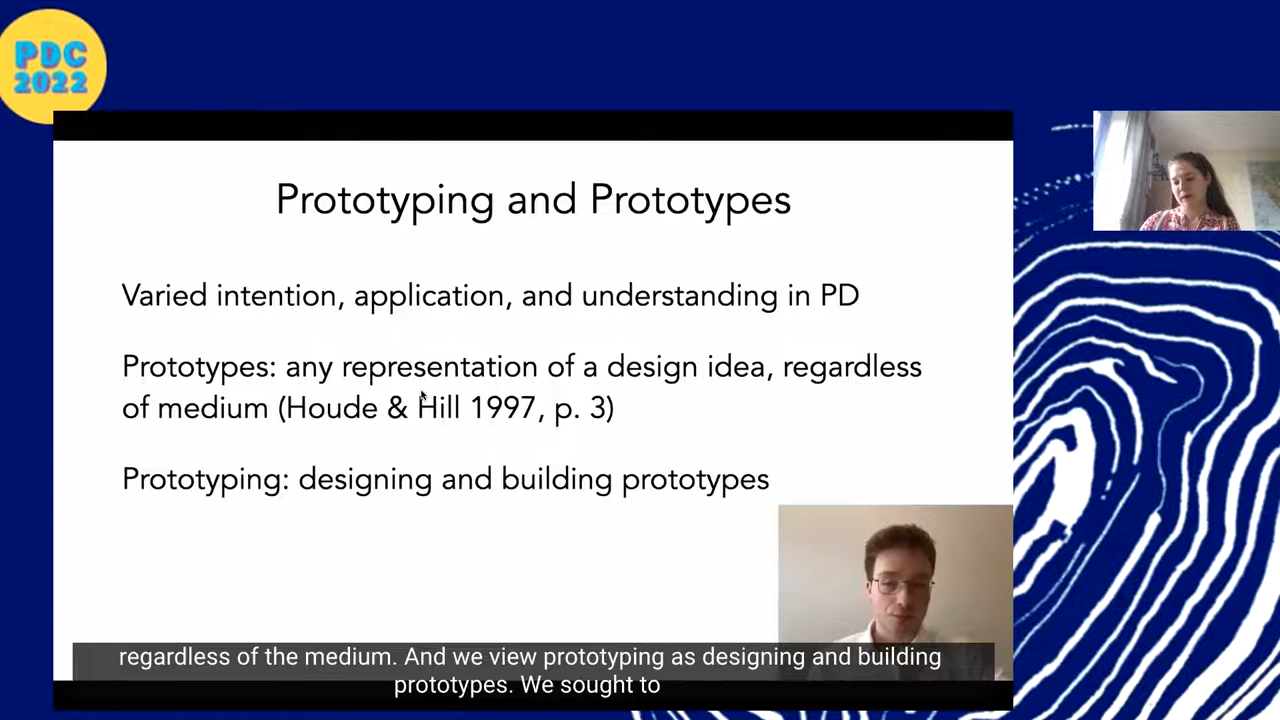 PDC
2022
Prototyping and Prototypes
Varied intention, application, and understanding in PD
Prototypes: any representation of a design idea, regardless
of medium (Houde & Hill 1997, p. 3)
Prototyping: designing and building prototypes
regardless of the medium. And we view prototyping as designing and building
prototypes. We sought to